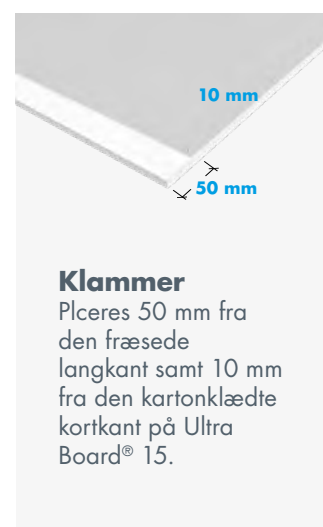 10 mm
50 mm
Klammer
Plceres 50 mm fra
den fræsede
langkant samt 10 mm
fra den kartonklædte
kortkant på Ultra
Board® 15.